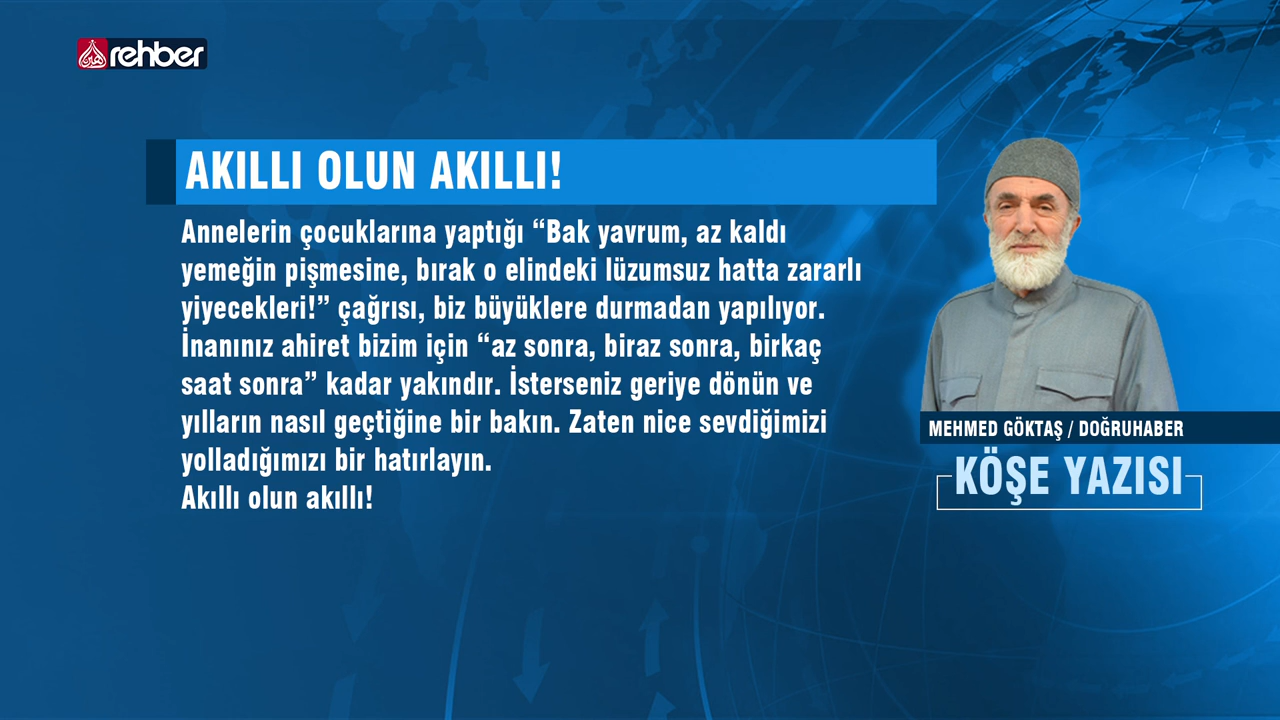 rehber
AKILLI OLUN AKILLI!
Annelerin çocuklarına yaptığı “Bak yavrum, az kaldı
yemeğin pişmesine, bırak o elindeki lüzumsuz hatta zararlı
yiyecekleri!” çağrısı, biz büyüklere durmadan yapılıyor.
İnanınız ahiret bizim için “az sonra, biraz sonra, birkaç
saat sonra” kadar yakındır. İsterseniz geriye dönün ve
yılların nasıl geçtiğine bir bakın. Zaten nice sevdiğimizi
yolladığımızı bir hatırlayın.
Akıllı olun akıllı!
MEHMED GÖKTAŞ / DOĞRUHABER
KÖŞE YAZISI